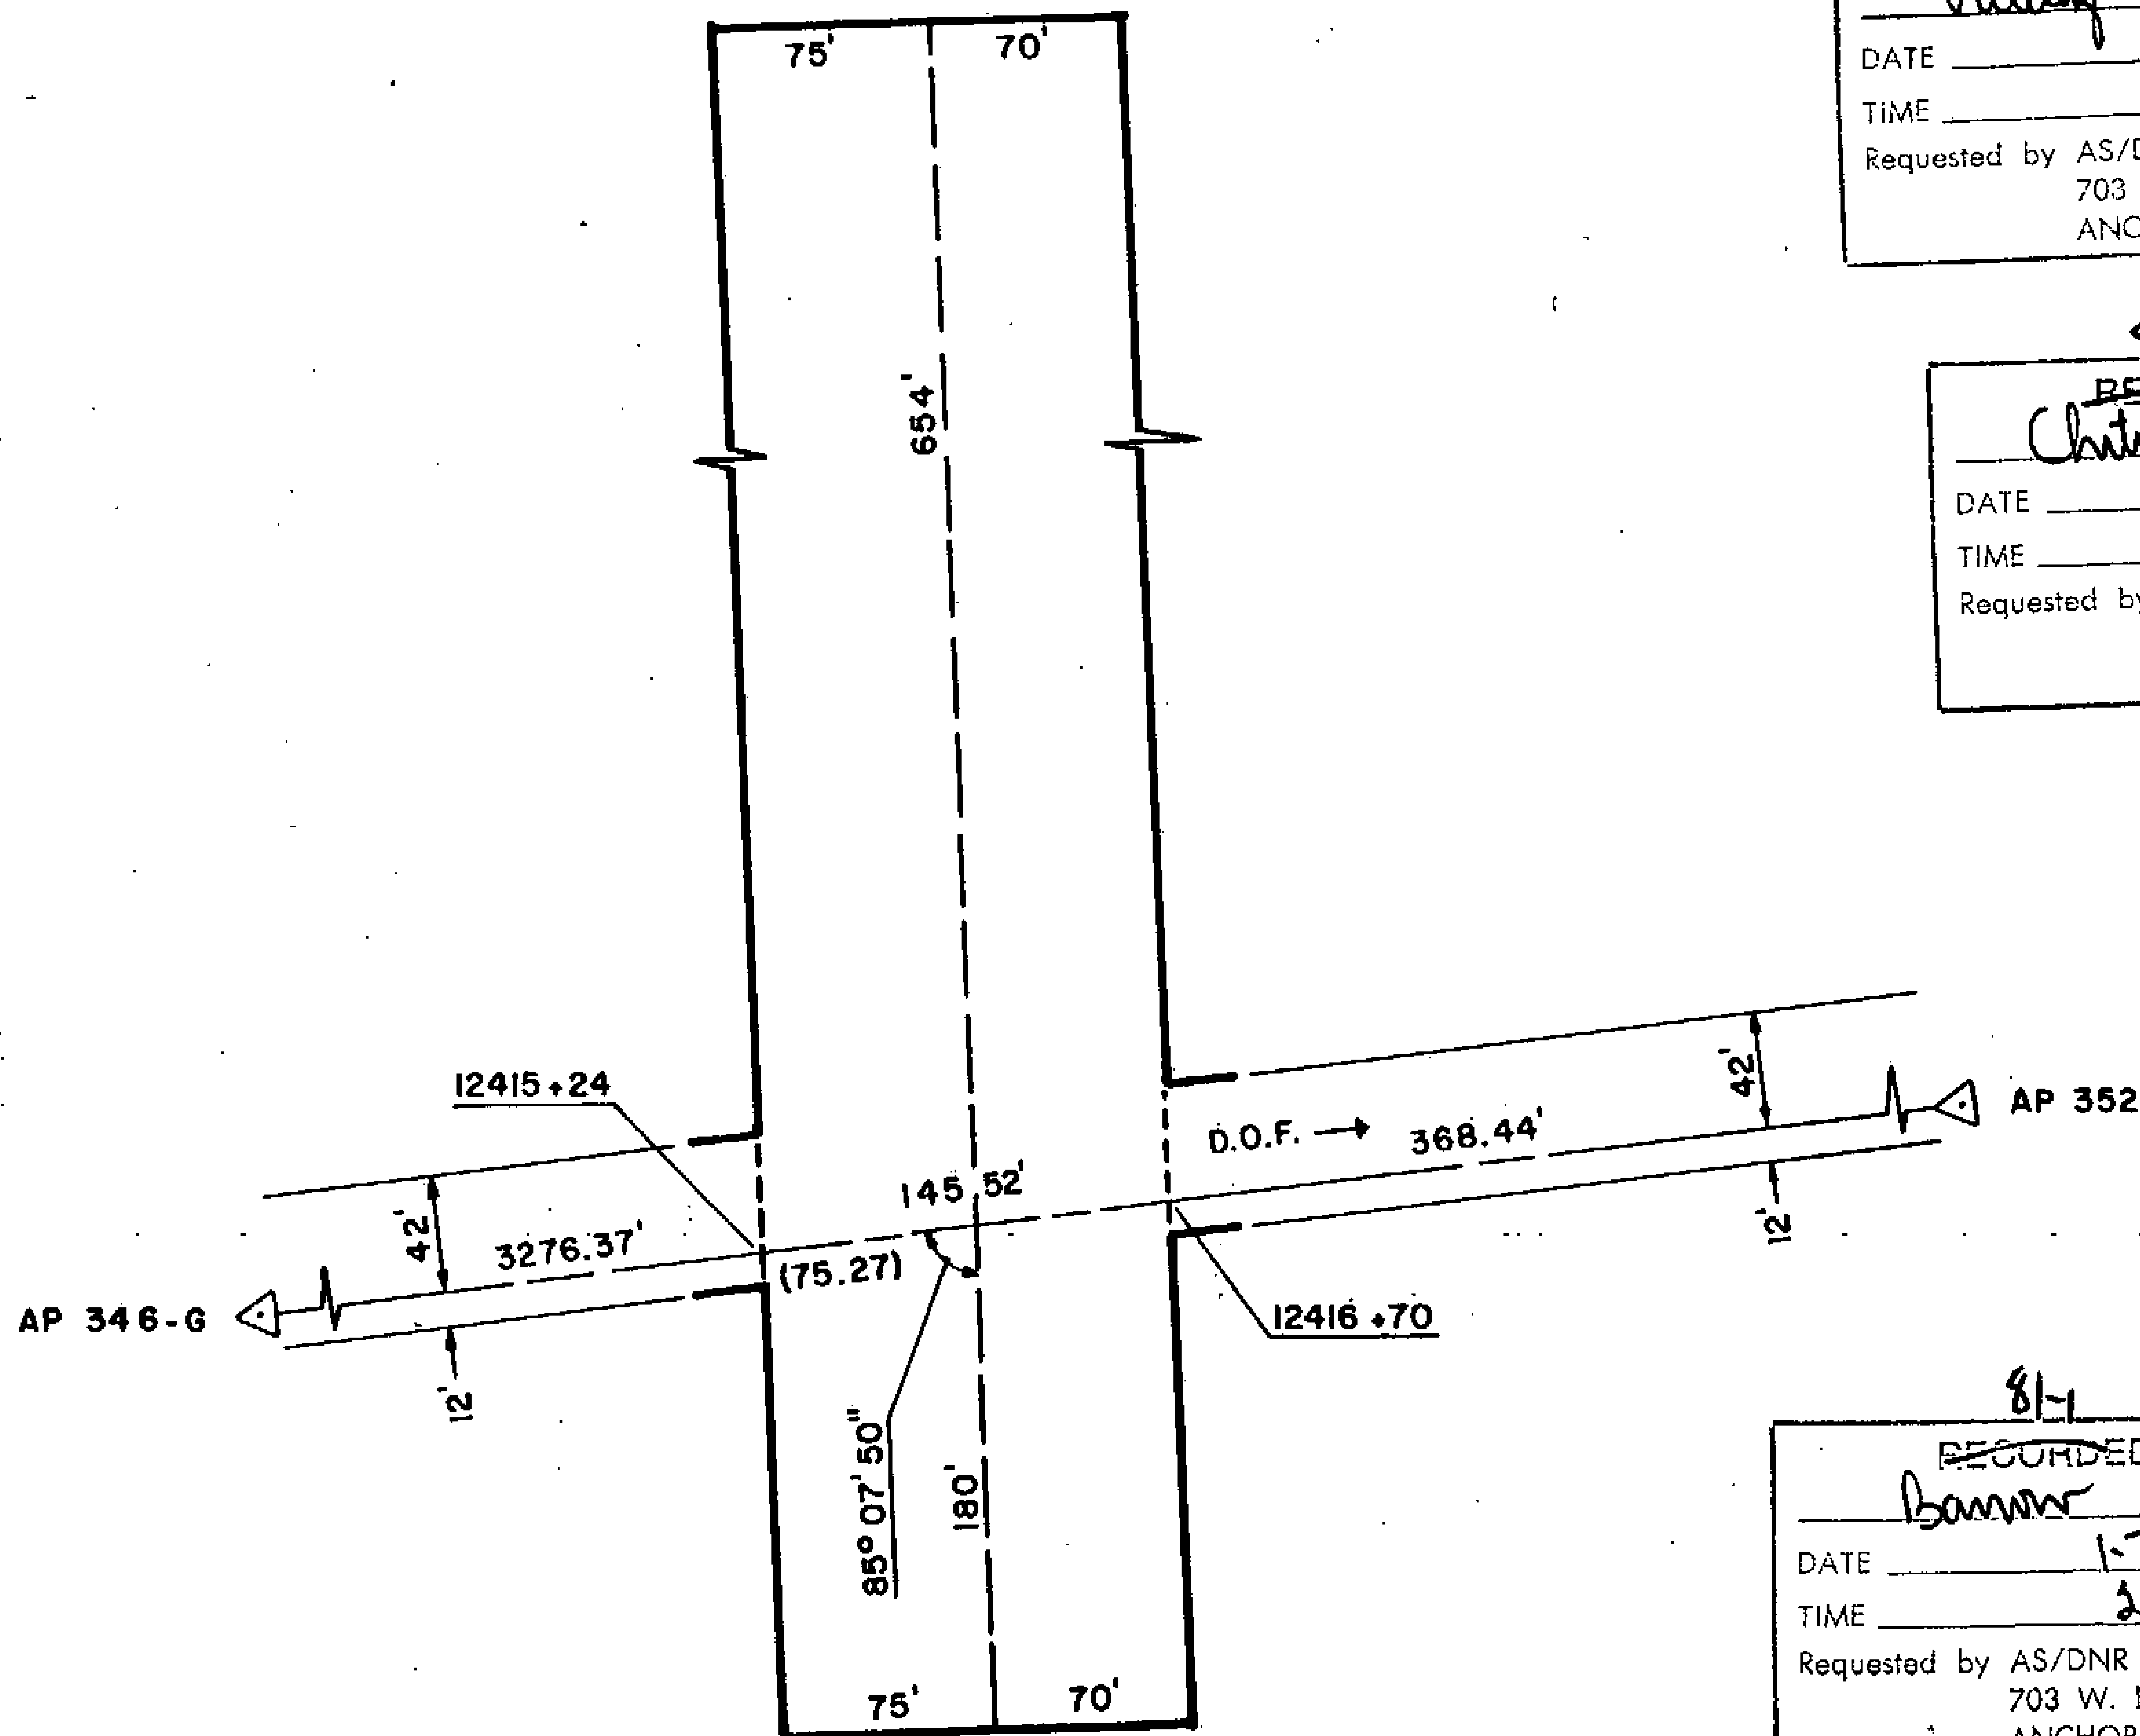 75' 70'
DATE
TIME
Requested by AS/D
703
ANC
654'
DATE
TIME
Requested by
12415+24
42'
AP 352
D.O.F. → 368.44'
145.52'
42'
3276.37'
(75.27)
12'
AP 346-G
12416+70
12'
81-1
85° 07' 50"
180'
RECORDED
DATE
TIME
Requested by AS/DNR
703 W.
75' 70'